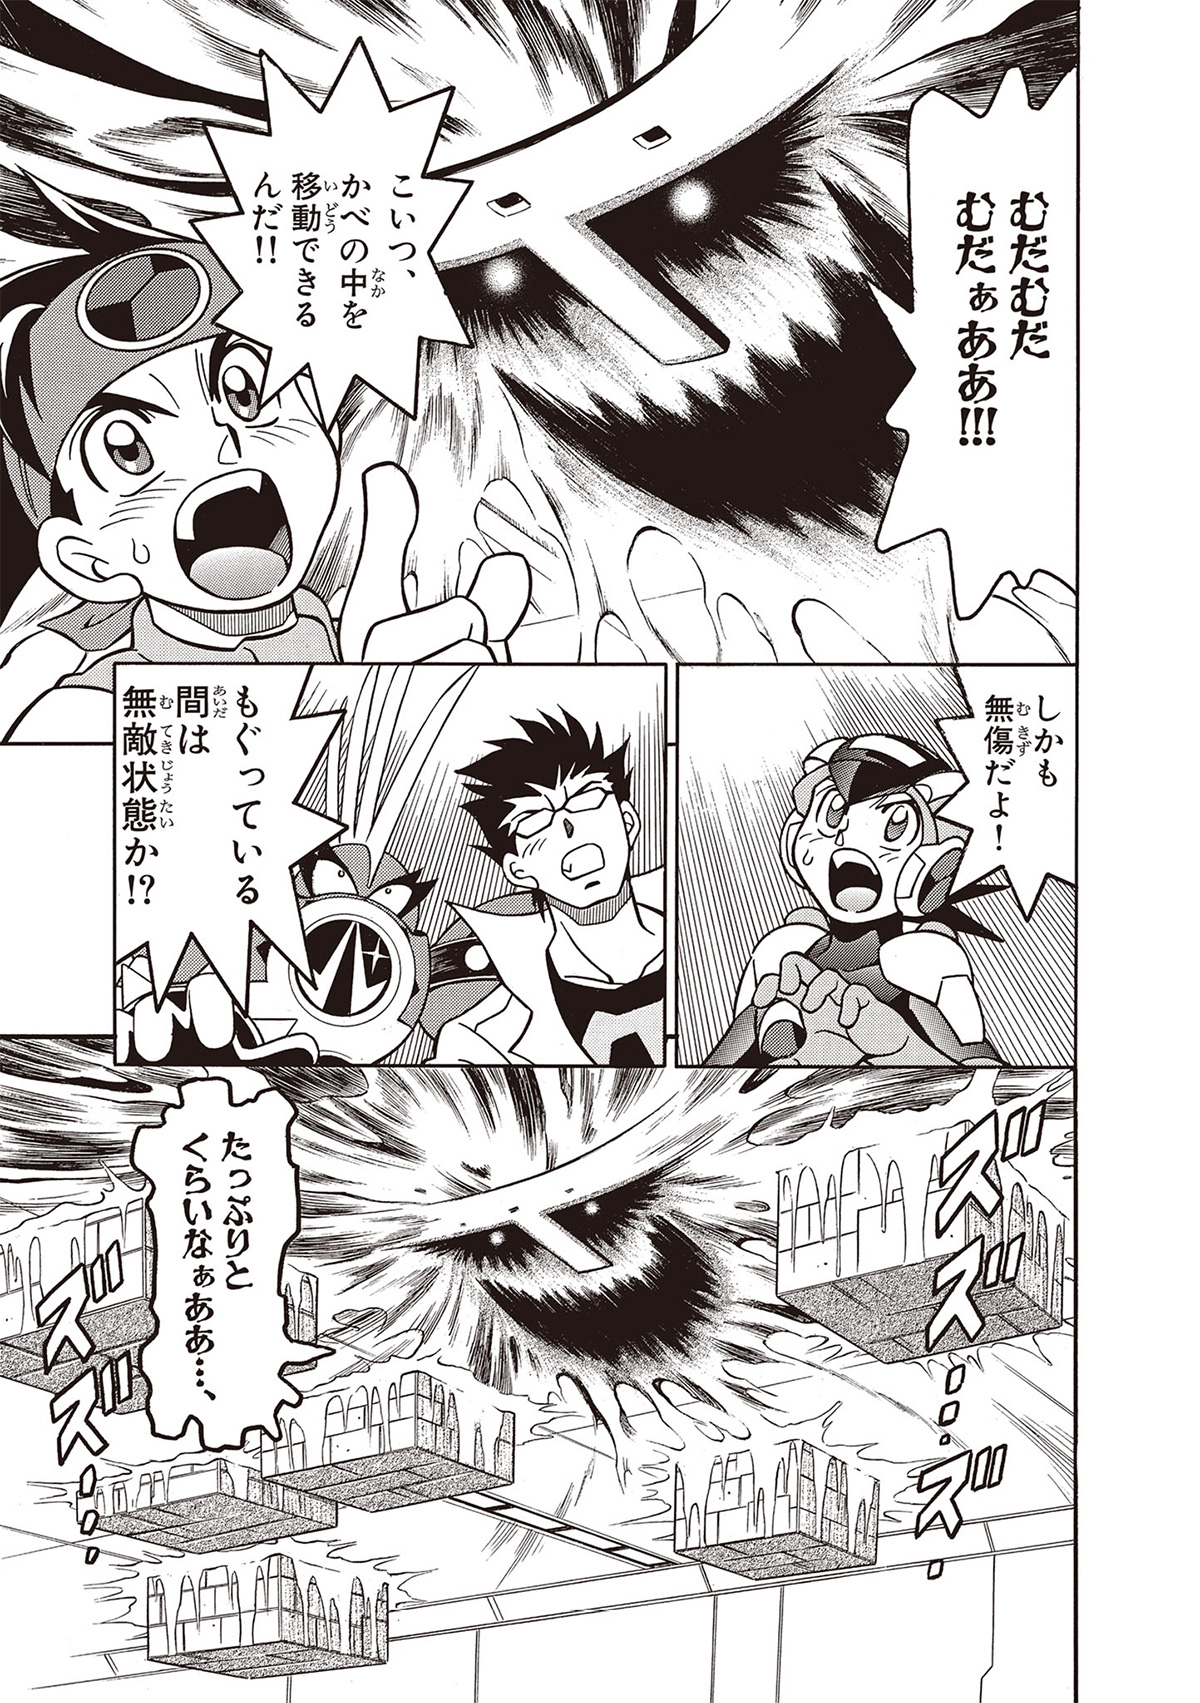 むだむだ
むだぁああ!!!
こいつ、
かべの中を
移動できる
んだ!!
しかも
無傷だよ!
もぐっている
間は
無敵状態か!?
ズズ…
ズ…
たっぷりと
くらいなぁああ…、
ズズ…